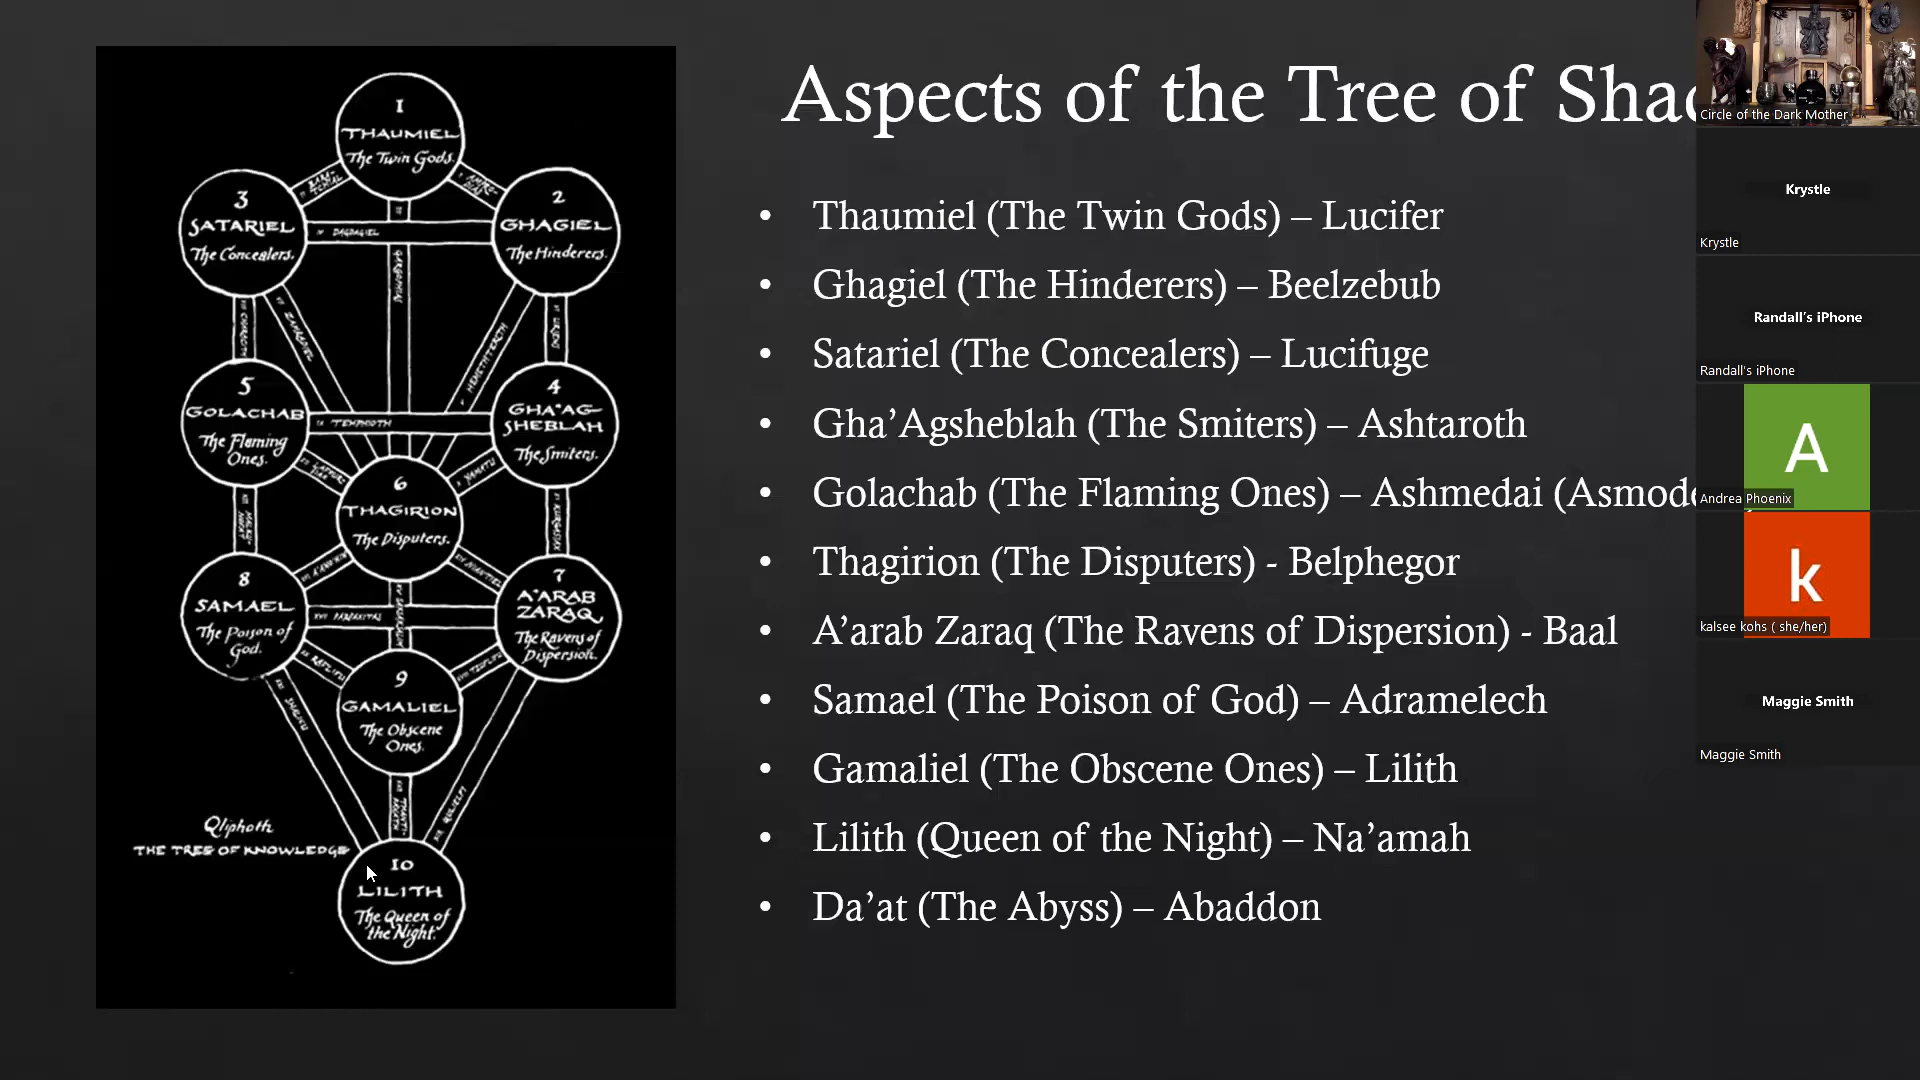 1
THAUMIEL
The Twin Gods.
3
SATARIEL
The Concealers.
2
GHAGIEL
The Hinderers.
5
GOLACHAB
The Flaming
Ones.
4
GHA'AG-
SHEBLAH
The Smiters.
6
THAGIRION
The Disputers.
8
SAMAEL
The Poison of
God.
7
A'ARAB
ZARAQ
The Ravens of
Dispersion.
9
GAMALIEL
The Obscene
Ones.
Qliphoth
THE TREE OF KNOWLEDGE
10
LILITH
The Queen of
the Night.
Aspects of the Tree of Shad
• Thaumiel (The Twin Gods) – Lucifer
• Ghagiel (The Hinderers) – Beelzebub
• Satariel (The Concealers) – Lucifuge
• Gha’Agsheblah (The Smiters) – Ashtaroth
• Golachab (The Flaming Ones) – Ashmedai (Asmode
• Thagirion (The Disputers) - Belphegor
• A’arab Zaraq (The Ravens of Dispersion) - Baal
• Samael (The Poison of God) – Adramelech
• Gamaliel (The Obscene Ones) – Lilith
• Lilith (Queen of the Night) – Na’amah
• Da’at (The Abyss) – Abaddon
Circle of the Dark Mother
Krystle
Krystle
Randall's iPhone
Randall's iPhone
A
Andrea Phoenix
k
kalsee kohs ( she/her)
Maggie Smith
Maggie Smith